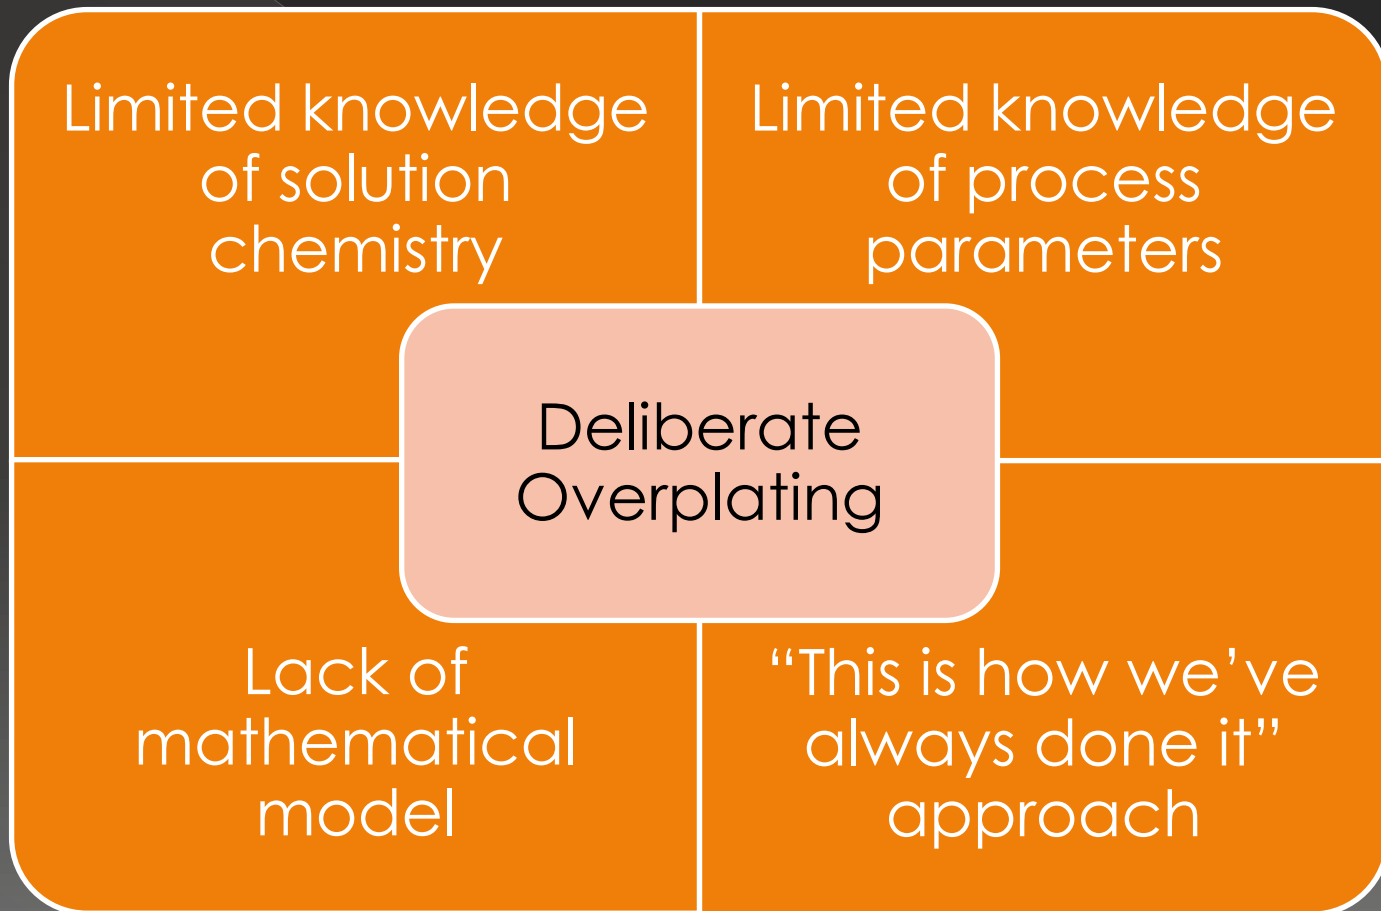 Limited knowledge
of solution
chemistry
Limited knowledge
of process
parameters
Deliberate
Overplating
Lack of
mathematical
model
“This is how we’ve
always done it”
approach